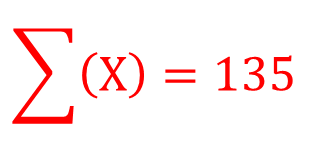 ∑(X) = 135